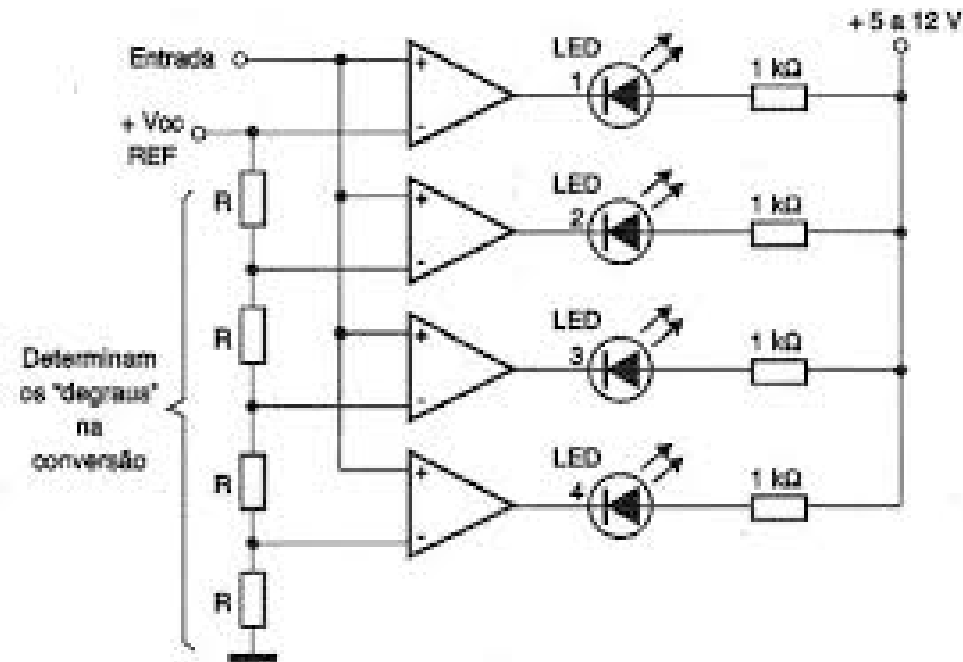 + 5 a 12 V
Entrada
LED
1
1 kΩ
+ Vcc
REF
+
-
R
LED
2
1 kΩ
+
-
R
LED
3
1 kΩ
+
-
Determinam
os "degraus"
na
conversão
R
LED
4
1 kΩ
+
-
R